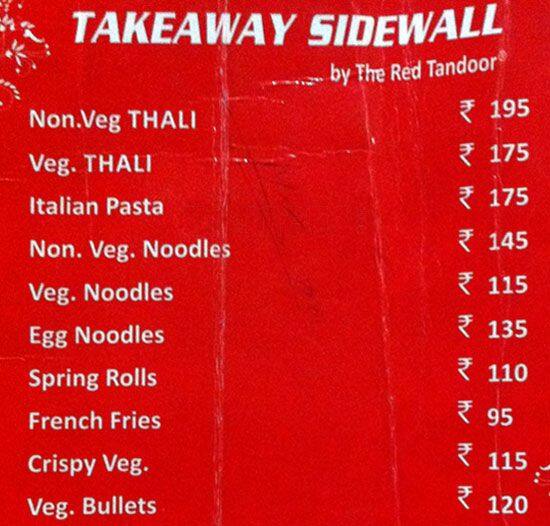 TAKEAWAY SIDEWALL
by The Red Tandoor
Non.Veg THALI ₹ 195
Veg. THALI ₹ 175
Italian Pasta ₹ 175
Non. Veg. Noodles ₹ 145
Veg. Noodles ₹ 115
Egg Noodles ₹ 135
Spring Rolls ₹ 110
French Fries ₹ 95
Crispy Veg. ₹ 115
Veg. Bullets ₹ 120